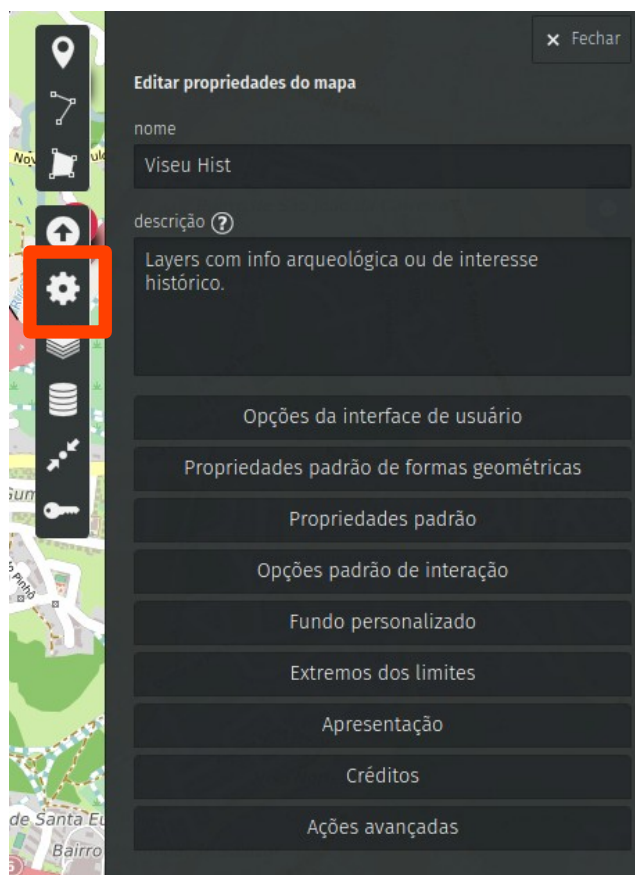 × Fechar
Editar propriedades do mapa
nome
Viseu Hist
descrição ?
Layers com info arqueológica ou de interesse
histórico.
Opções da interface de usuário
Propriedades padrão de formas geométricas
Propriedades padrão
Opções padrão de interação
Fundo personalizado
Extremos dos limites
Apresentação
Créditos
Ações avançadas
Pinho
de Santa Eu
Bairro